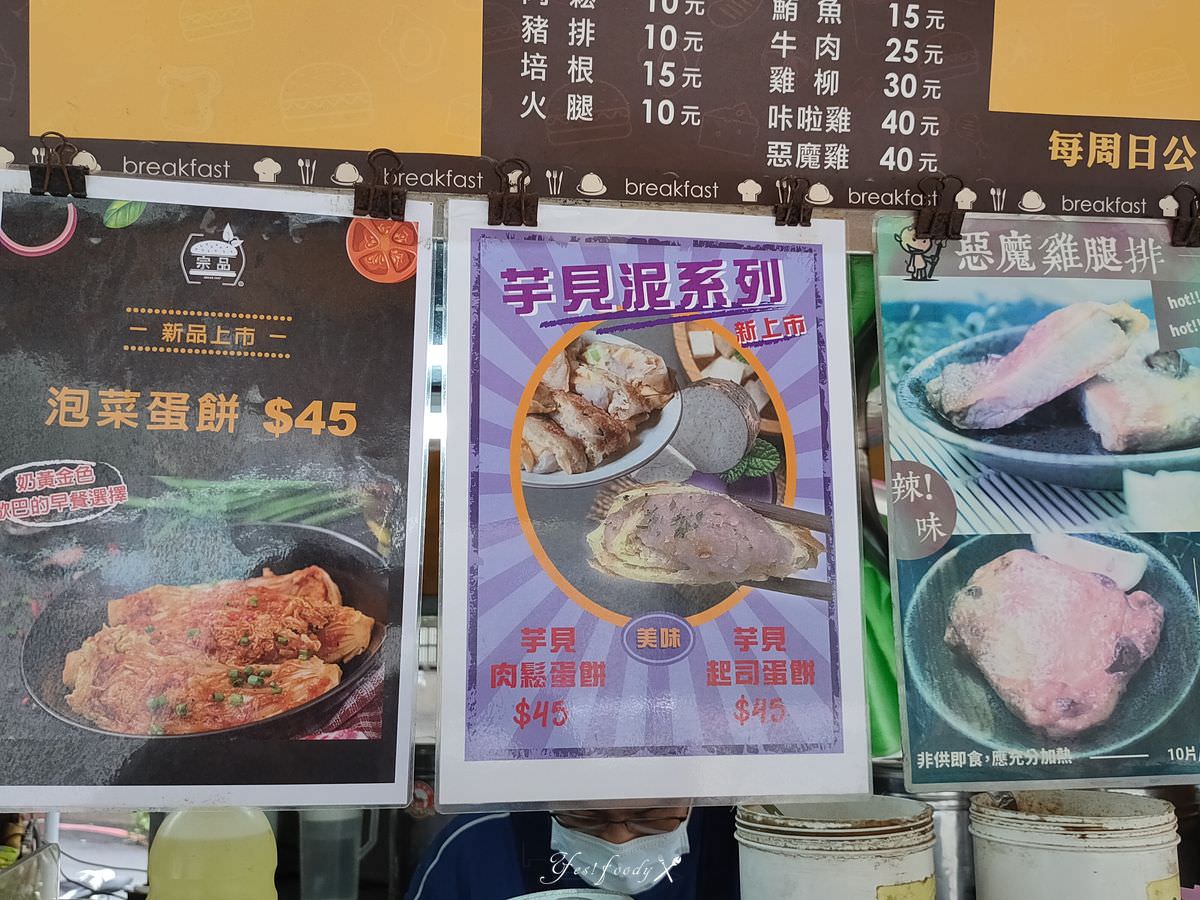 10元
豬排 10元
培根 15元
火腿 10元
鮪魚 15元
牛肉 25元
雞柳 30元
咔啦雞 40元
惡魔雞 40元
每周日公
breakfast
breakfast
breakfast
breakfast
breakfast
宗品
新品上市
泡菜蛋餅 $45
奶黃金色
歐巴的早餐選擇
芋見泥系列
新上市
美味
芋見
肉鬆蛋餅
$45
芋見
起司蛋餅
$45
惡魔雞腿排
辣!
味
非供即食,應充分加熱
10片
Yes!foodyX